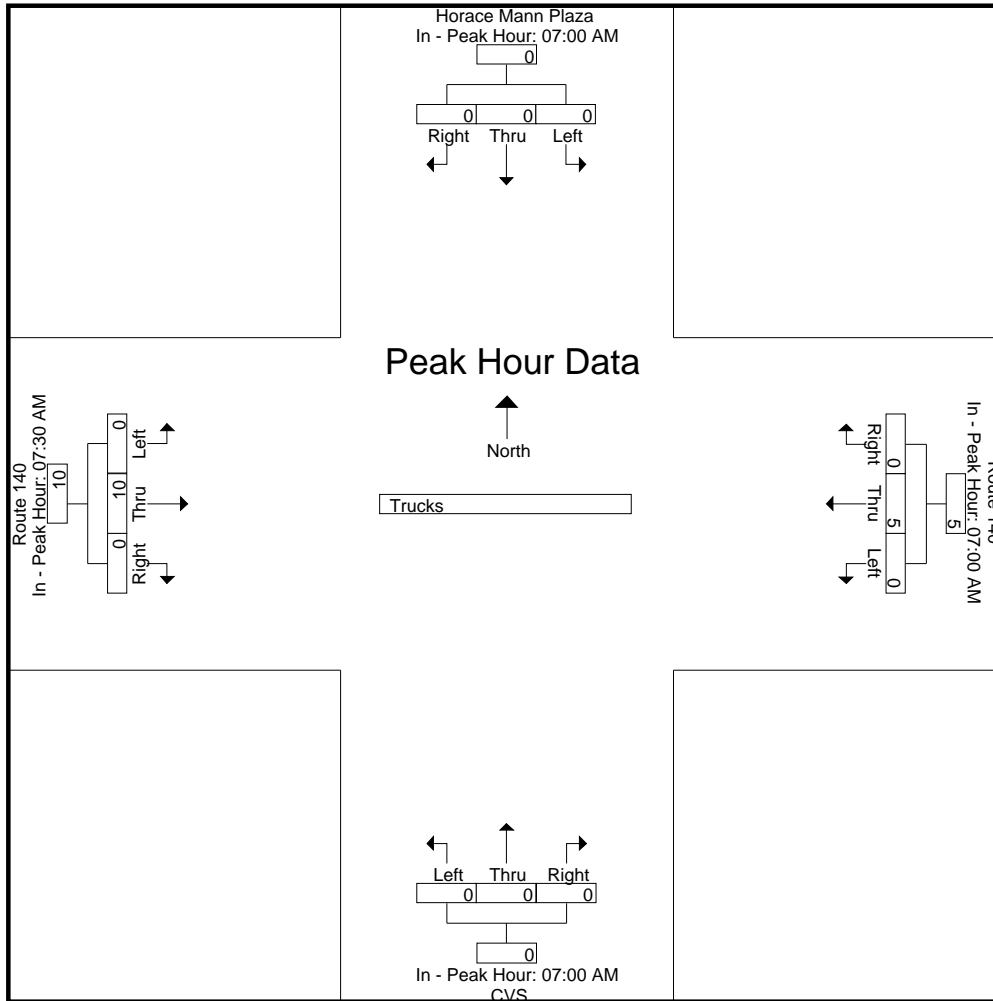 Horace Mann Plaza
In - Peak Hour: 07:00 AM
0
0 0 0
Right Thru Left
Peak Hour Data
North
Trucks
Route 140
In - Peak Hour: 07:30 AM
10
0 10 0
Left Thru Right
Route 140
In - Peak Hour: 07:00 AM
5
0 5 0
Right Thru Left
Left Thru Right
0 0 0
0
In - Peak Hour: 07:00 AM
CVS